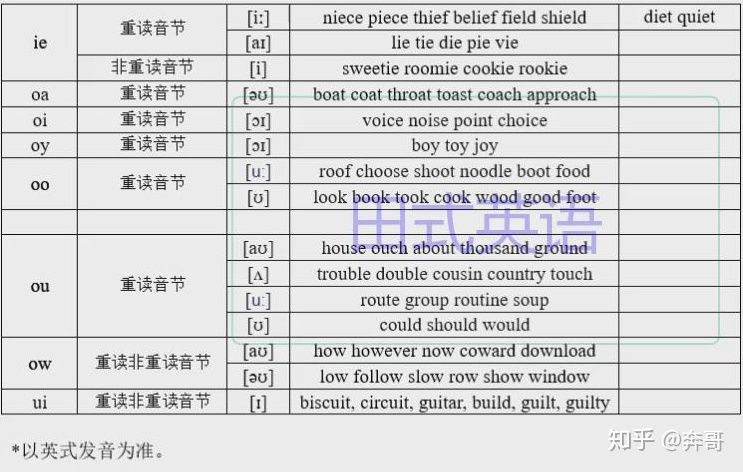 ie 重读音节 [iː] niece piece thief belief field shield diet quiet
[aɪ] lie tie die pie vie
非重读音节 [i] sweetie roomie cookie rookie
oa 重读音节 [əʊ] boat coat throat toast coach approach
oi 重读音节 [ɔɪ] voice noise point choice
oy 重读音节 [ɔɪ] boy toy joy
oo 重读音节 [uː] roof choose shoot noodle boot food
[ʊ] look book took cook wood good foot
田式英语
ou 重读音节 [aʊ] house ouch about thousand ground
[ʌ] trouble double cousin country touch
[uː] route group routine soup
[ʊ] could should would
ow 重读非重读音节 [aʊ] how however now coward download
[əʊ] low follow slow row show window
ui 重读非重读音节 [ɪ] biscuit, circuit, guitar, build, guilt, guilty
*以英式发音为准。
知乎 @奔哥